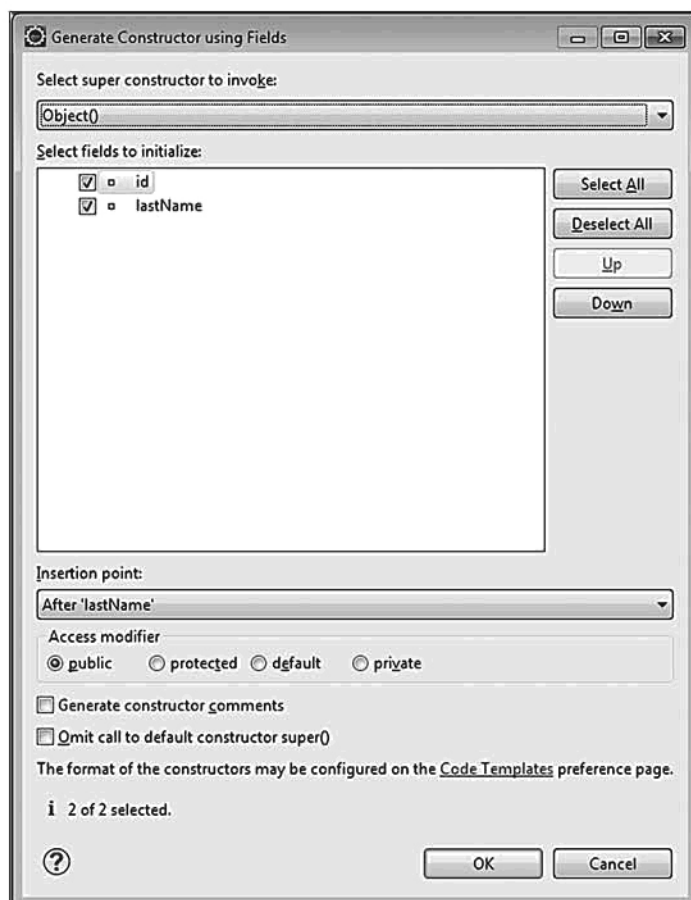 Generate Constructor using Fields
Select super constructor to invoke:
Object()
Select fields to initialize:
id
lastName
Select All
Deselect All
Up
Down
Insertion point:
After 'lastName'
Access modifier
public protected default private
Generate constructor comments
Omit call to default constructor super()
The format of the constructors may be configured on the Code Templates preference page.
i 2 of 2 selected.
?
OK Cancel